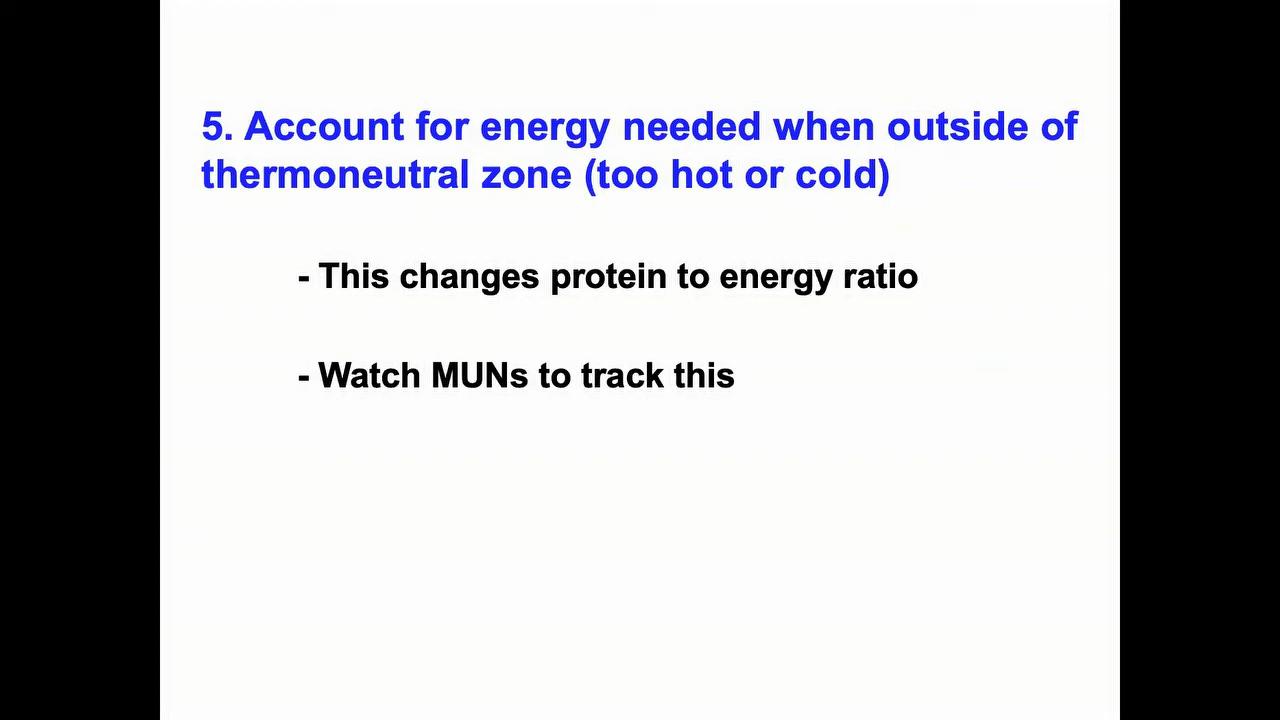 5. Account for energy needed when outside of
thermoneutral zone (too hot or cold)
- This changes protein to energy ratio
- Watch MUNs to track this